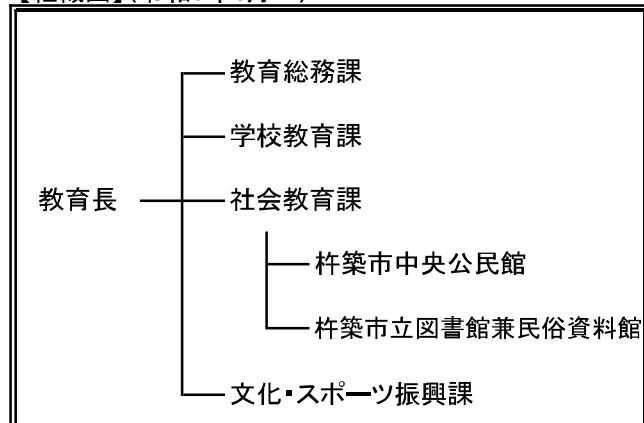 教育総務課
学校教育課
教育長
社会教育課
杵築市中央公民館
杵築市立図書館兼民俗資料館
文化・スポーツ振興課